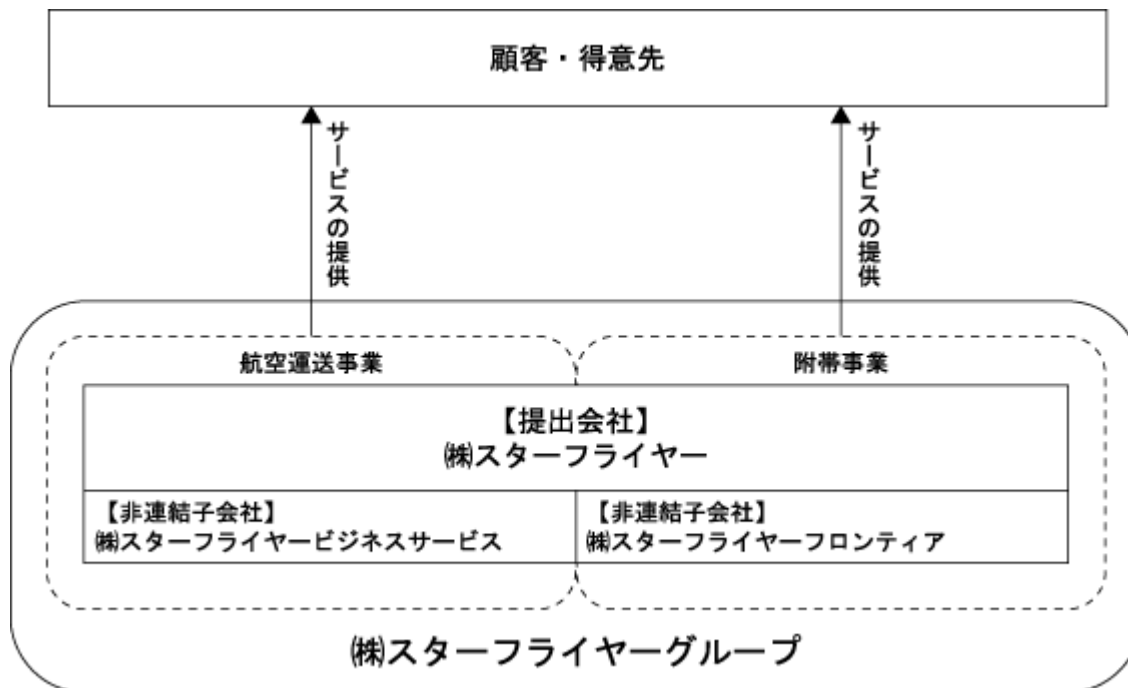 顧客・得意先
サービスの提供
サービスの提供
航空運送事業
附帯事業
【提出会社】
㈱スターフライヤー
【非連結子会社】
㈱スターフライヤービジネスサービス
【非連結子会社】
㈱スターフライヤーフロンティア
㈱スターフライヤーグループ